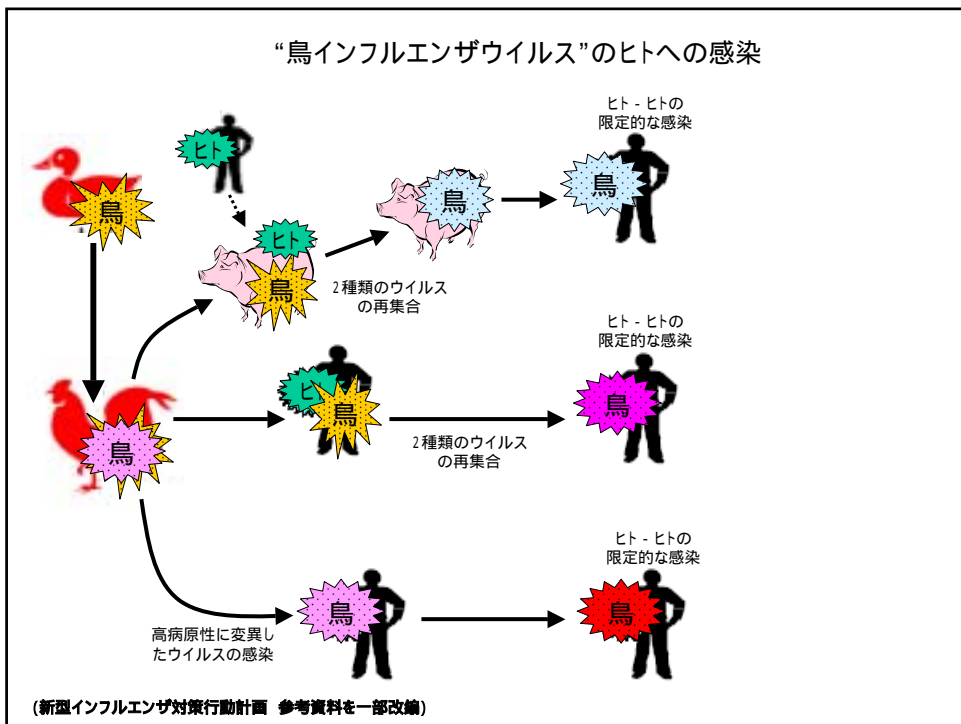 “鳥インフルエンザウイルス”のヒトへの感染
ヒト - ヒトの
限定的な感染
ヒト
鳥
鳥
鳥
ヒト
鳥
2種類のウイルス
の再集合
ヒト - ヒトの
限定的な感染
ヒト
鳥
鳥
鳥
2種類のウイルス
の再集合
ヒト - ヒトの
限定的な感染
鳥
鳥
高病原性に変異し
たウイルスの感染
(新型インフルエンザ対策行動計画 参考資料を一部改編)